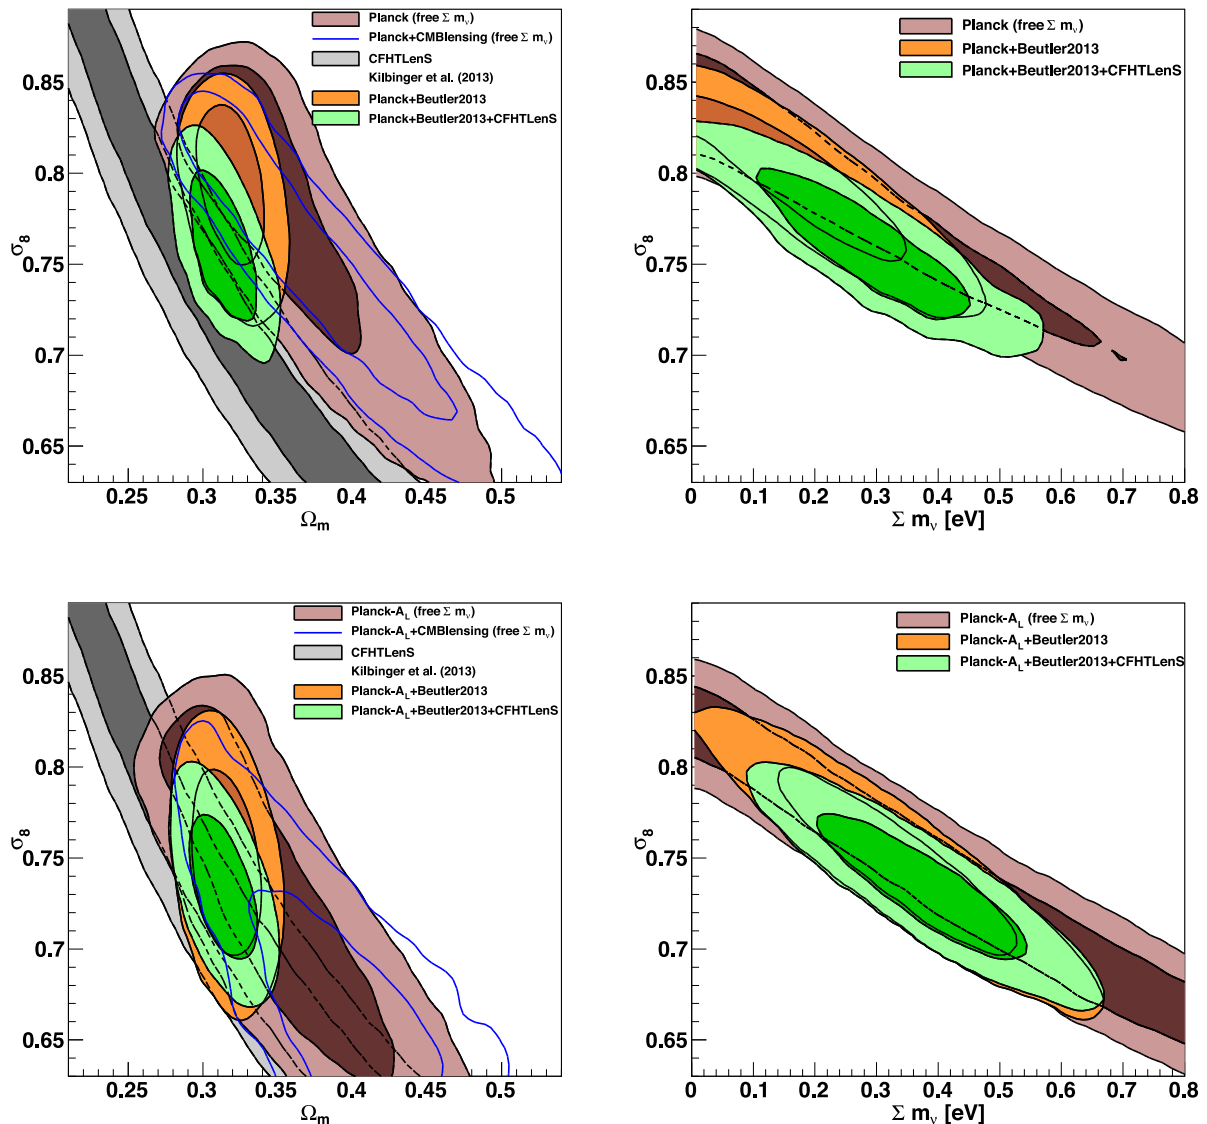 Planck (free Σ mν)
Planck+CMBlensing (free Σ mν)
CFHTLenS
Kilbinger et al. (2013)
Planck+Beutler2013
Planck+Beutler2013+CFHTLenS
0.85
0.8
0.75
0.7
0.65
σ8
0.25 0.3 0.35 0.4 0.45 0.5
Ωm
Planck (free Σ mν)
Planck+Beutler2013
Planck+Beutler2013+CFHTLenS
0.85
0.8
0.75
0.7
0.65
σ8
0 0.1 0.2 0.3 0.4 0.5 0.6 0.7 0.8
Σ mν [eV]
Planck-AL (free Σ mν)
Planck-AL+CMBlensing (free Σ mν)
CFHTLenS
Kilbinger et al. (2013)
Planck-AL+Beutler2013
Planck-AL+Beutler2013+CFHTLenS
0.85
0.8
0.75
0.7
0.65
σ8
0.25 0.3 0.35 0.4 0.45 0.5
Ωm
Planck-AL (free Σ mν)
Planck-AL+Beutler2013
Planck-AL+Beutler2013+CFHTLenS
0.85
0.8
0.75
0.7
0.65
σ8
0 0.1 0.2 0.3 0.4 0.5 0.6 0.7 0.8
Σ mν [eV]